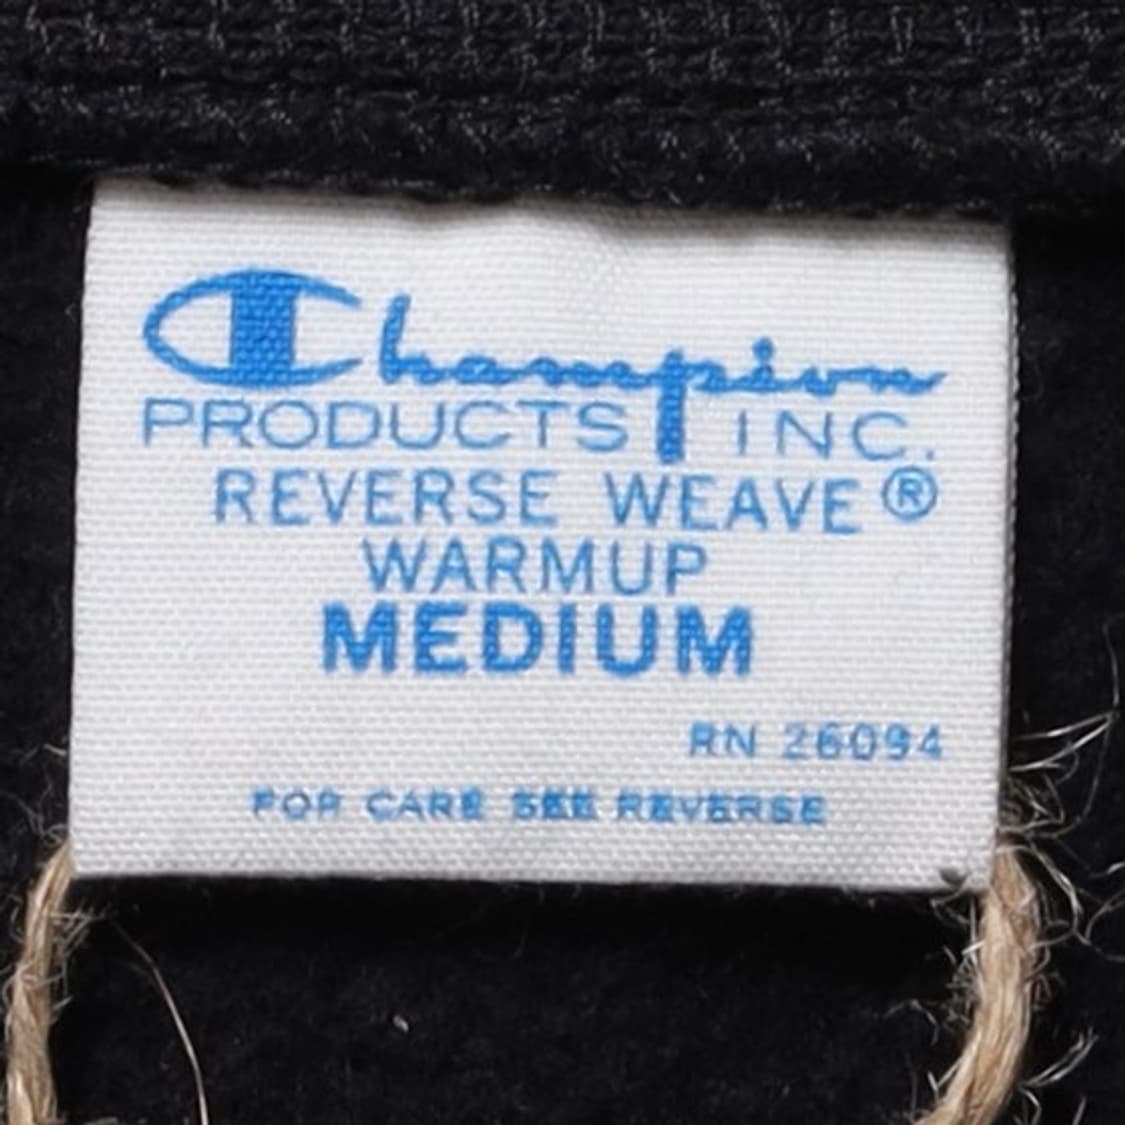 Champion
PRODUCTS INC.
REVERSE WEAVE®
WARMUP
MEDIUM
RN 26094
FOR CARE SEE REVERSE